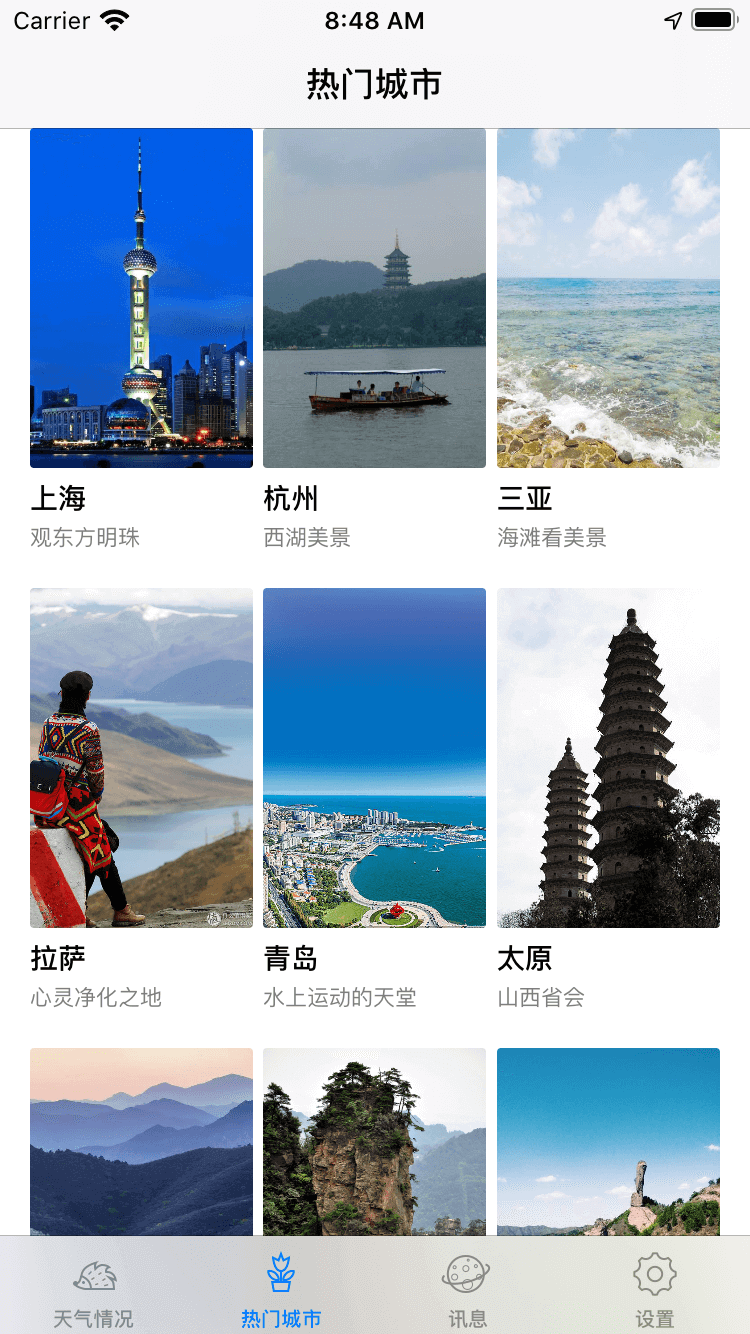 Carrier 8:48 AM
热门城市
上海 杭州 三亚
观东方明珠 西湖美景 海滩看美景
拉萨 青岛 太原
心灵净化之地 水上运动的天堂 山西省会
天气情况 热门城市 讯息 设置